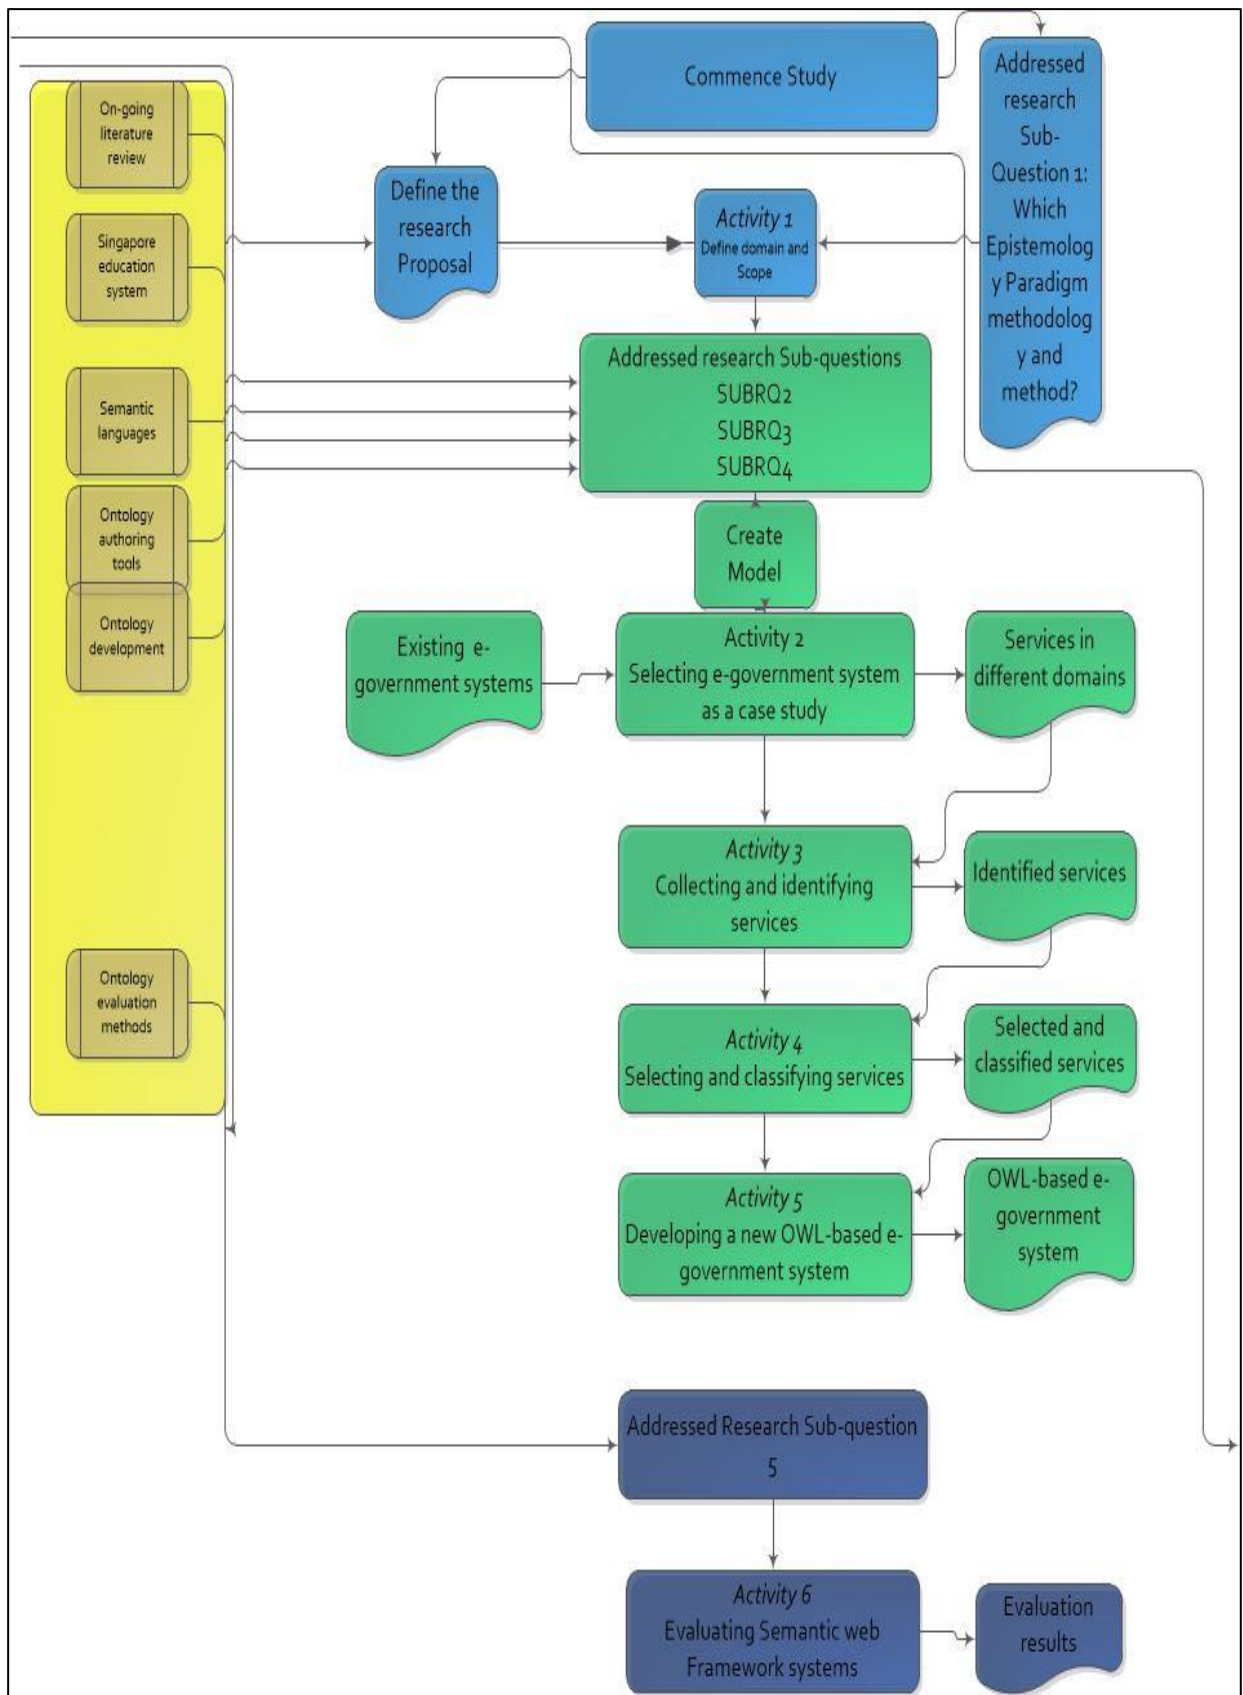 Commence Study
Addressed
research
Sub-
Question 1:
Which
Epistemolog
y Paradigm
methodolog
y and
method?
On-going
literature
review
Define the
research
Proposal
Activity 1
Define domain and
Scope
Singapore
education
system
Addressed research Sub-questions
SUBRQ2
SUBRQ3
SUBRQ4
Semantic
languages
Ontology
authoring
tools
Create
Model
Ontology
development
Existing e-
government systems
Activity 2
Selecting e-government system
as a case study
Services in
different domains
Activity 3
Collecting and identifying
services
Identified services
Ontology
evaluation
methods
Activity 4
Selecting and classifying services
Selected and
classified services
Activity 5
Developing a new OWL-based e-
government system
OWL-based e-
government
system
Addressed Research Sub-question
5
Activity 6
Evaluating Semantic web
Framework systems
Evaluation
results